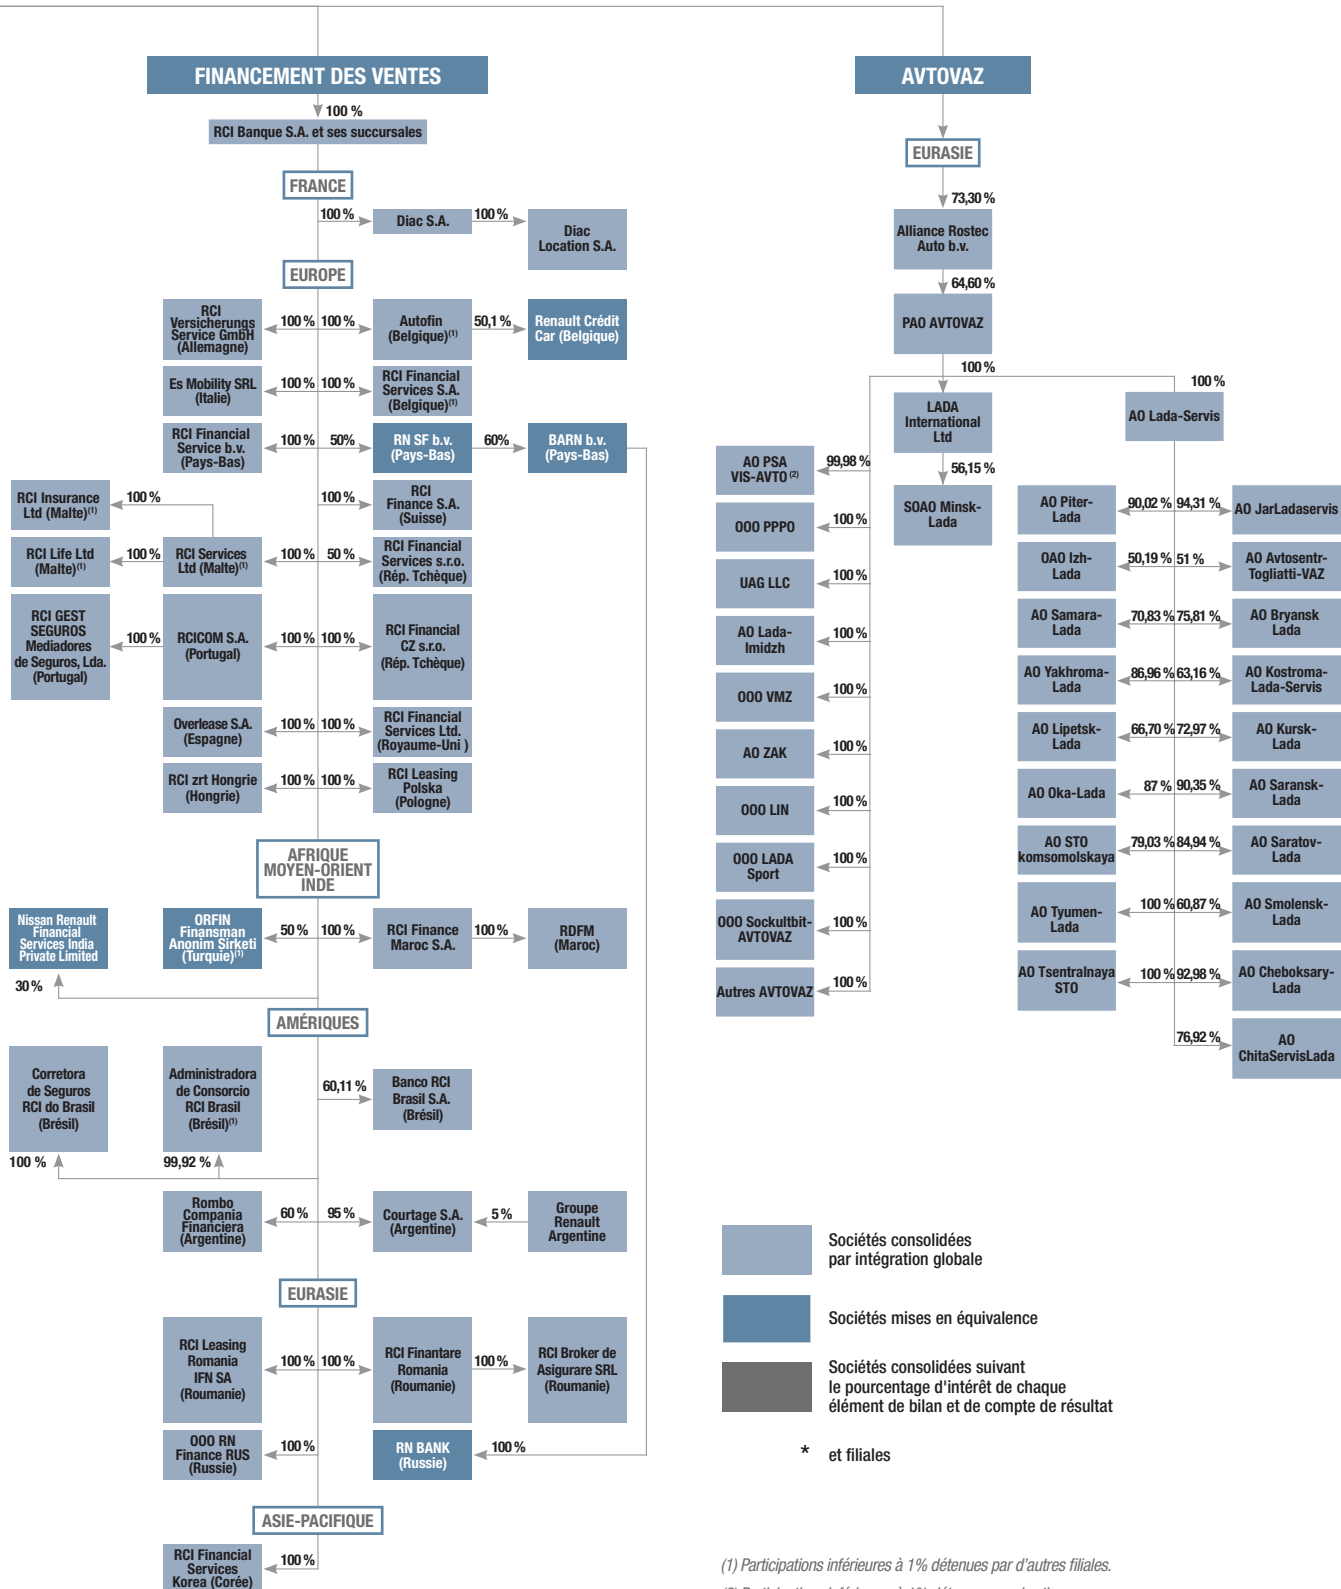 FINANCEMENT DES VENTES
100 %
RCI Banque S.A. et ses succursales
FRANCE
100 %
Diac S.A.
100 %
Diac
Location S.A.
EUROPE
RCI
Versicherungs
Service GmbH
(Allemagne)
100 %
100 %
Autofin
(Belgique)(1)
50,1 %
Renault Crédit
Car (Belgique)
Es Mobility SRL
(Italie)
100 %
100 %
RCI Financial
Services S.A.
(Belgique)(1)
RCI Financial
Service b.v.
(Pays-Bas)
100 %
50%
RN SF b.v.
(Pays-Bas)
60%
BARN b.v.
(Pays-Bas)
RCI Insurance
Ltd (Malte)(1)
100 %
100 %
RCI
Finance S.A.
(Suisse)
RCI Life Ltd
(Malte)(1)
100 %
RCI Services
Ltd (Malte)(1)
100 %
50 %
RCI Financial
Services s.r.o.
(Rép. Tchèque)
RCI GEST
SEGUROS
Mediadores
de Seguros, Lda.
(Portugal)
100 %
RCICOM S.A.
(Portugal)
100 %
100 %
RCI Financial
CZ s.r.o.
(Rép. Tchèque)
Overlease S.A.
(Espagne)
100 %
100 %
RCI Financial
Services Ltd.
(Royaume-Uni )
RCI zrt Hongrie
(Hongrie)
100 %
100 %
RCI Leasing
Polska
(Pologne)
AFRIQUE
MOYEN-ORIENT
INDE
Nissan Renault
Financial
Services India
Private Limited
30 %
ORFIN
Finansman
Anonim Sirketi
(Turquie)(1)
50 %
100 %
RCI Finance
Maroc S.A.
100 %
RDFM
(Maroc)
AMÉRIQUES
Corretora
de Seguros
RCI do Brasil
(Brésil)
100 %
Administradora
de Consorcio
RCI Brasil
(Brésil)(1)
99,92 %
60,11 %
Banco RCI
Brasil S.A.
(Brésil)
Rombo
Compania
Financiera
(Argentine)
60 %
95 %
Courtage S.A.
(Argentine)
5 %
Groupe
Renault
Argentine
EURASIE
RCI Leasing
Romania
IFN SA
(Roumanie)
100 %
100 %
RCI Finantare
Romania
(Roumanie)
100 %
RCI Broker de
Asigurare SRL
(Roumanie)
OOO RN
Finance RUS
(Russie)
100 %
RN BANK
(Russie)
100 %
ASIE-PACIFIQUE
RCI Financial
Services
Korea (Corée)
100 %
AVTOVAZ
EURASIE
73,30 %
Alliance Rostec
Auto b.v.
64,60 %
PAO AVTOVAZ
100 %
100 %
LADA
International
Ltd
AO Lada-Servis
56,15 %
SOAO Minsk-
Lada
AO PSA
VIS-AVTO (2)
99,98 %
OOO PPPO
100 %
UAG LLC
100 %
AO Lada-
Imidzh
100 %
OOO VMZ
100 %
AO ZAK
100 %
OOO LIN
100 %
OOO LADA
Sport
100 %
OOO Sockultbit-
AVTOVAZ
100 %
Autres AVTOVAZ
100 %
AO Piter-
Lada
90,02 %
94,31 %
AO JarLadaservis
OAO Izh-
Lada
50,19 %
51 %
AO Avtosentr-
Togliatti-VAZ
AO Samara-
Lada
70,83 %
75,81 %
AO Bryansk
Lada
AO Yakhroma-
Lada
86,96 %
63,16 %
AO Kostroma-
Lada-Servis
AO Lipetsk-
Lada
66,70 %
72,97 %
AO Kursk-
Lada
AO Oka-Lada
87 %
90,35 %
AO Saransk-
Lada
AO STO
komsomolskaya
79,03 %
84,94 %
AO Saratov-
Lada
AO Tyumen-
Lada
100 %
60,87 %
AO Smolensk-
Lada
AO Tsentralnaya
STO
100 %
92,98 %
AO Cheboksary-
Lada
76,92 %
AO
ChitaServisLada
Sociétés consolidées
par intégration globale
Sociétés mises en équivalence
Sociétés consolidées suivant
le pourcentage d'intérêt de chaque
élément de bilan et de compte de résultat
* et filiales
(1) Participations inférieures à 1% détenues par d'autres filiales.